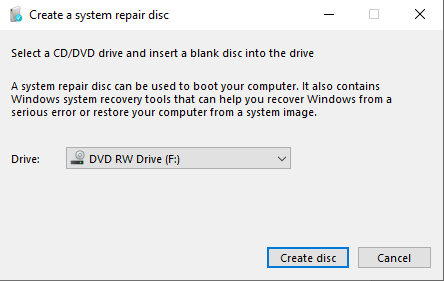 Create a system repair disc
Select a CD/DVD drive and insert a blank disc into the drive
A system repair disc can be used to boot your computer. It also contains
Windows system recovery tools that can help you recover Windows from a
serious error or restore your computer from a system image.
Drive: DVD RW Drive (F:)
Create disc Cancel